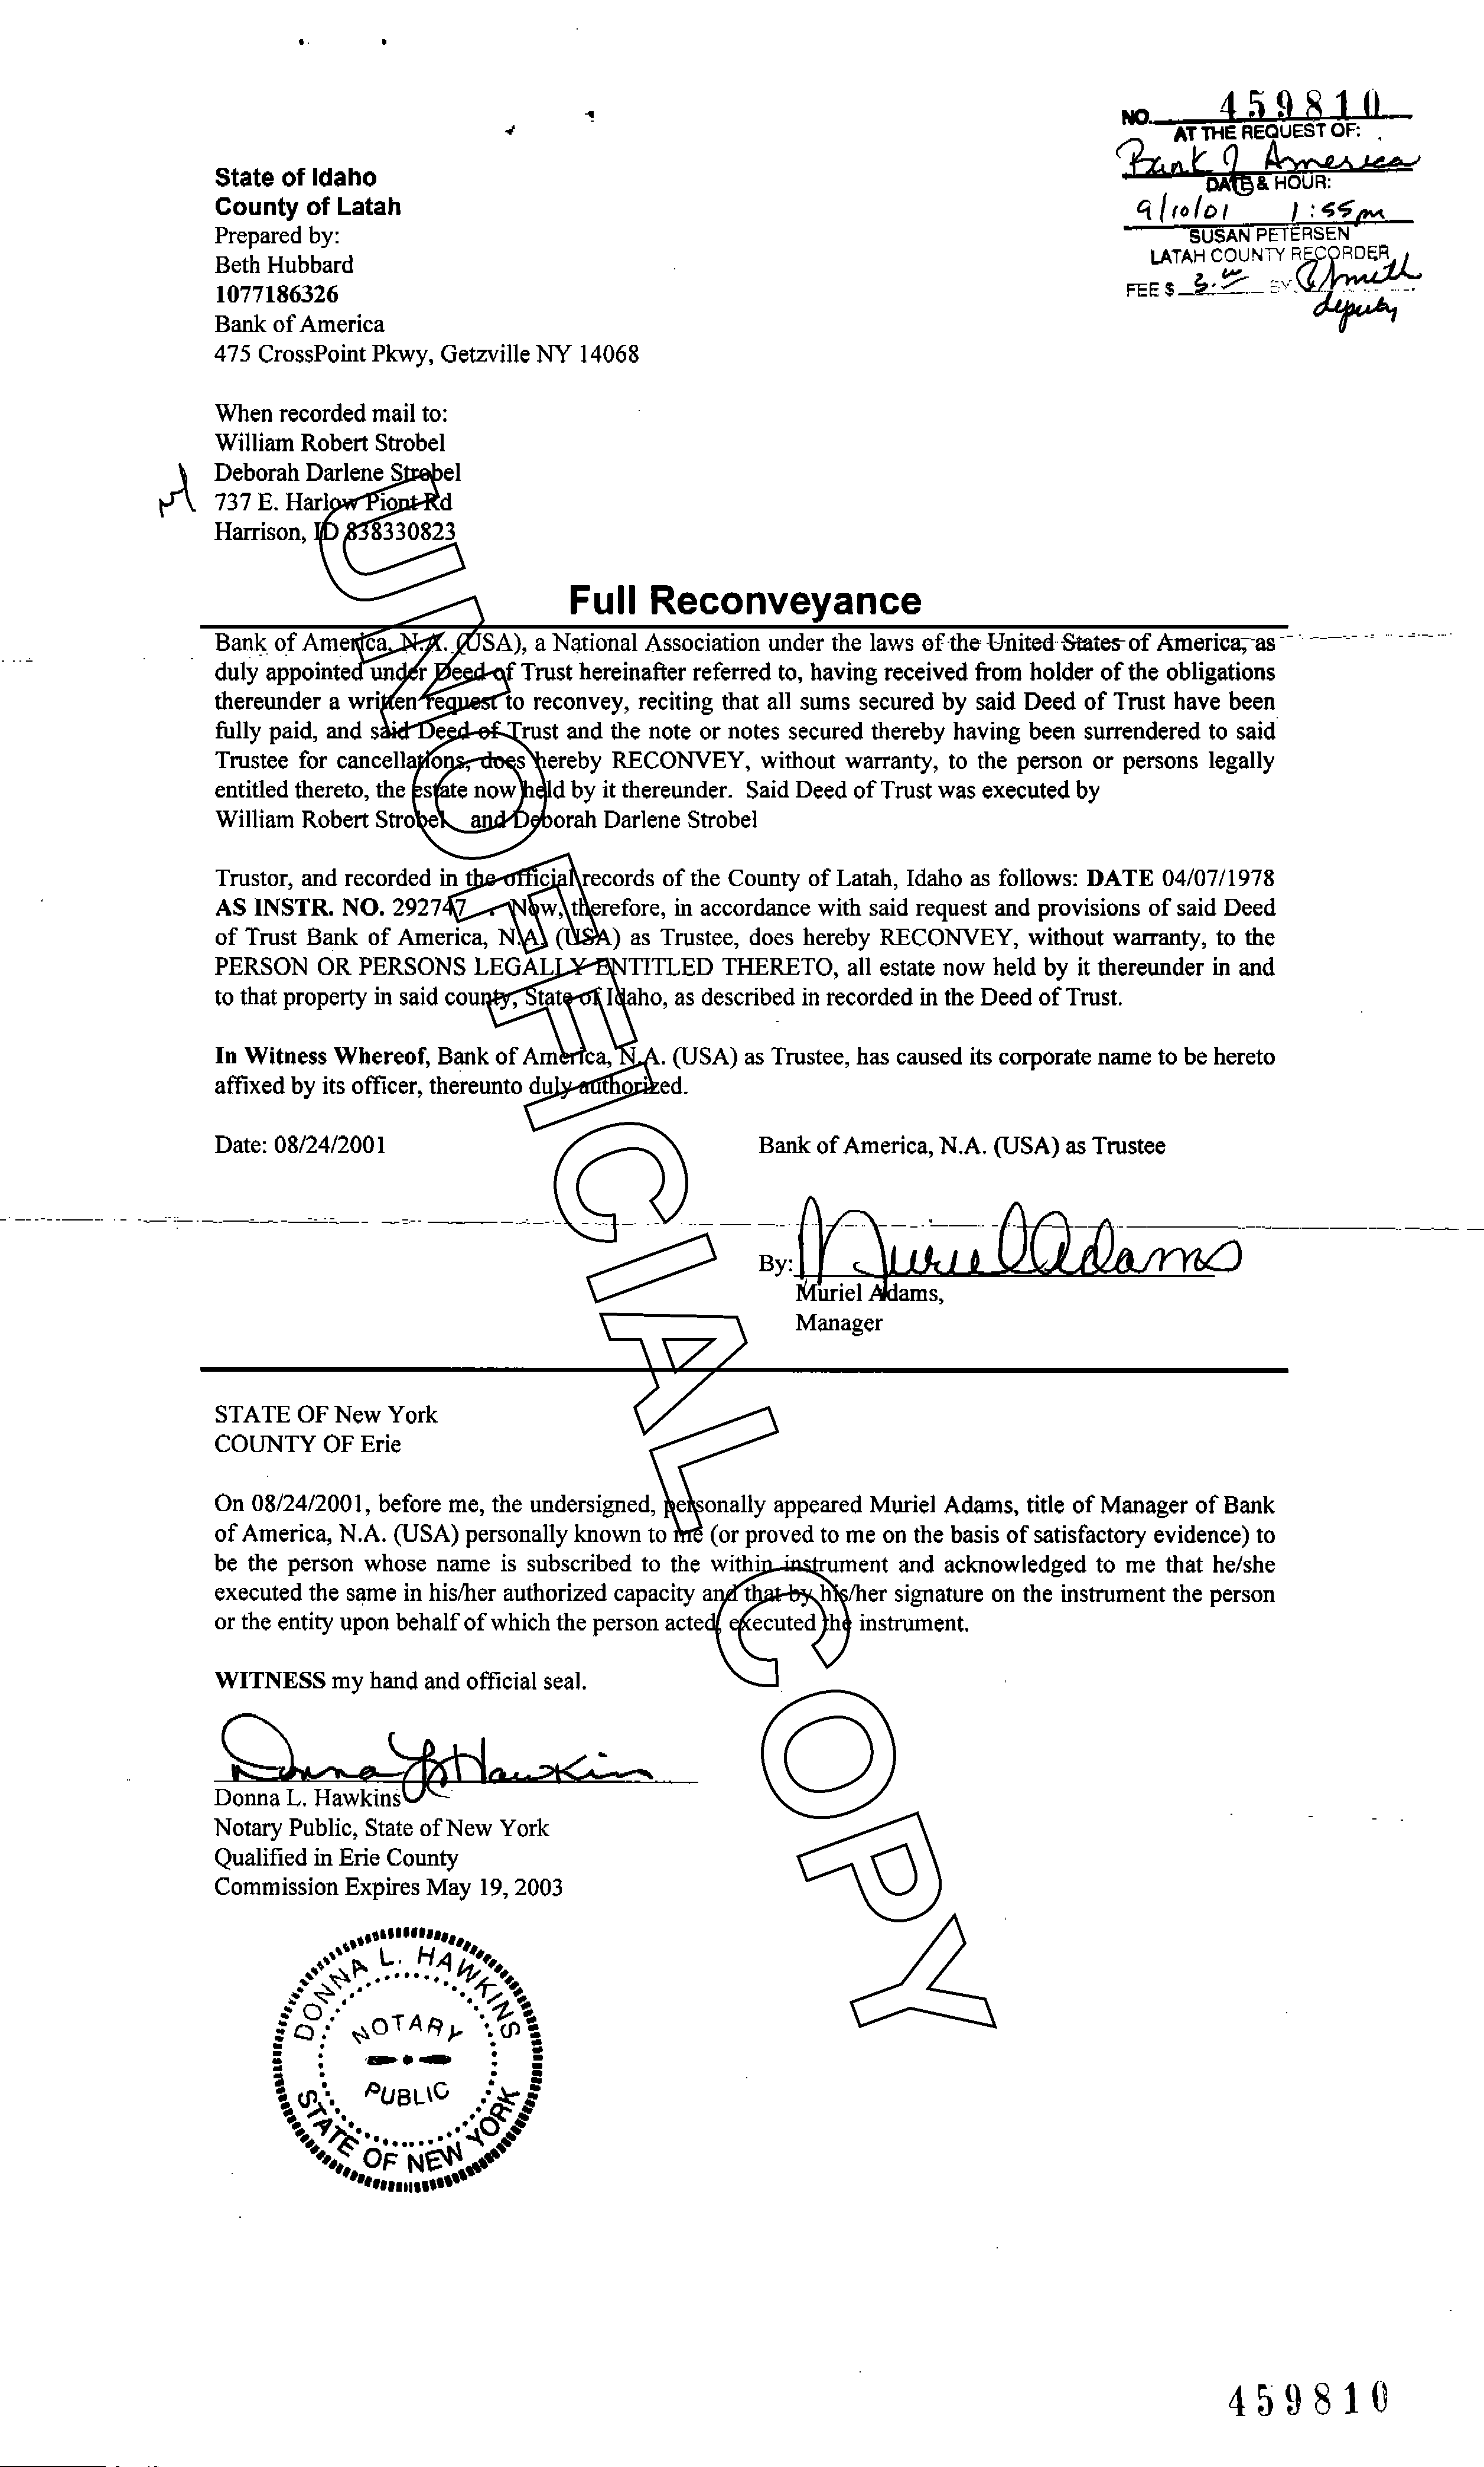 NO. 459810
AT THE REQUEST OF:
Bank of America
DATE & HOUR:
9/10/01 1:55pm
SUSAN PETERSEN
LATAH COUNTY RECORDER
FEE $ 3.00 BY Smith
deputy
State of Idaho
County of Latah
Prepared by:
Beth Hubbard
1077186326
Bank of America
475 CrossPoint Pkwy, Getzville NY 14068
When recorded mail to:
William Robert Strobel
Deborah Darlene Strobel
737 E. Harlow Piont Rd
Harrison, ID 838330823
Full Reconveyance
Bank of America, N.A. (USA), a National Association under the laws of the United States of America, as
duly appointed under Deed of Trust hereinafter referred to, having received from holder of the obligations
thereunder a written request to reconvey, reciting that all sums secured by said Deed of Trust have been
fully paid, and said Deed of Trust and the note or notes secured thereby having been surrendered to said
Trustee for cancellations, does hereby RECONVEY, without warranty, to the person or persons legally
entitled thereto, the estate now held by it thereunder. Said Deed of Trust was executed by
William Robert Strobel and Deborah Darlene Strobel
Trustor, and recorded in the official records of the County of Latah, Idaho as follows: DATE 04/07/1978
AS INSTR. NO. 292747 . Now, therefore, in accordance with said request and provisions of said Deed
of Trust Bank of America, N.A. (USA) as Trustee, does hereby RECONVEY, without warranty, to the
PERSON OR PERSONS LEGALLY ENTITLED THERETO, all estate now held by it thereunder in and
to that property in said county, State of Idaho, as described in recorded in the Deed of Trust.
In Witness Whereof, Bank of America, N.A. (USA) as Trustee, has caused its corporate name to be hereto
affixed by its officer, thereunto duly authorized.
Date: 08/24/2001 Bank of America, N.A. (USA) as Trustee
By: Muriel Adams
Muriel Adams,
Manager
STATE OF New York
COUNTY OF Erie
On 08/24/2001, before me, the undersigned, personally appeared Muriel Adams, title of Manager of Bank
of America, N.A. (USA) personally known to me (or proved to me on the basis of satisfactory evidence) to
be the person whose name is subscribed to the within instrument and acknowledged to me that he/she
executed the same in his/her authorized capacity and that by his/her signature on the instrument the person
or the entity upon behalf of which the person acted, executed the instrument.
WITNESS my hand and official seal.
Donna L Hawkins
Donna L. Hawkins
Notary Public, State of New York
Qualified in Erie County
Commission Expires May 19, 2003
DONNA L. HAWKINS
NOTARY
PUBLIC
STATE OF NEW YORK
UNOFFICIAL COPY
459810